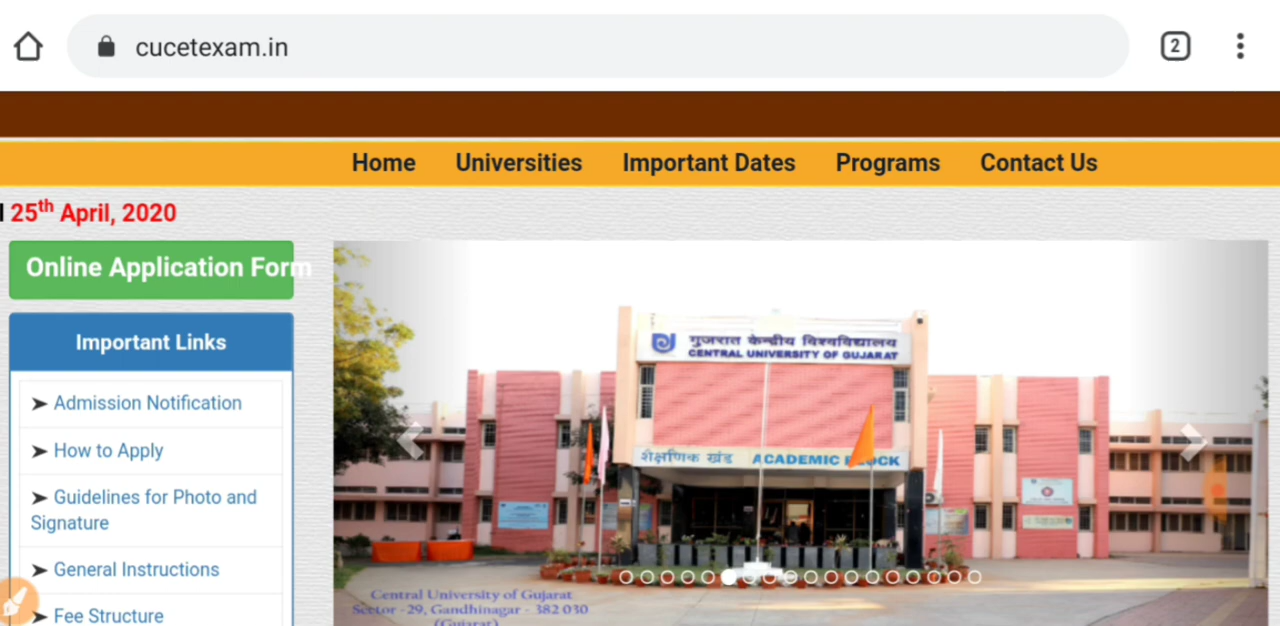 cucetexam.in
2
Home Universities Important Dates Programs Contact Us
25th April, 2020
Online Application Form
Important Links
➤ Admission Notification
➤ How to Apply
➤ Guidelines for Photo and
Signature
➤ General Instructions
➤ Fee Structure
गुजरात केन्द्रीय विश्वविद्यालय
CENTRAL UNIVERSITY OF GUJARAT
शैक्षणिक खंड ACADEMIC BLOCK
Central University of Gujarat
Sector - 29, Gandhinagar - 382 030
(Gujarat)